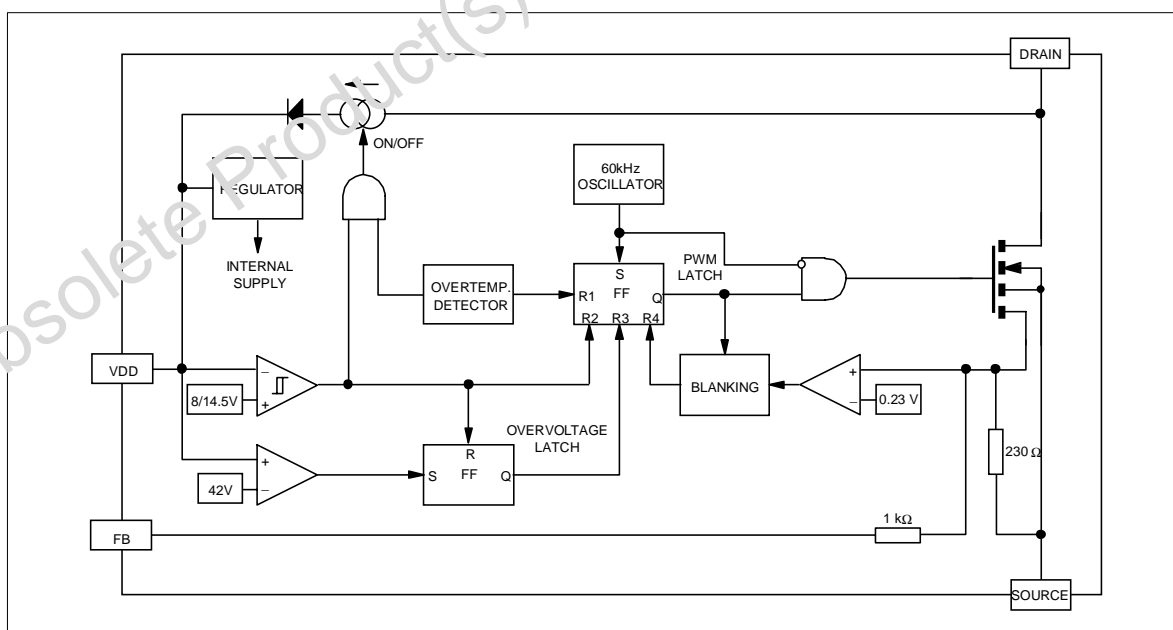 Obsolete Product(s)
DRAIN
ON/OFF
60kHz
OSCILLATOR
REGULATOR
INTERNAL
SUPPLY
PWM
LATCH
S
FF
R1
Q
R2 R3 R4
OVERTEMP.
DETECTOR
VDD
_
8/14.5V
+
BLANKING
+
_
0.23 V
OVERVOLTAGE
LATCH
R
FF
S
Q
+
42V
_
230 Ω
1 kΩ
FB
SOURCE